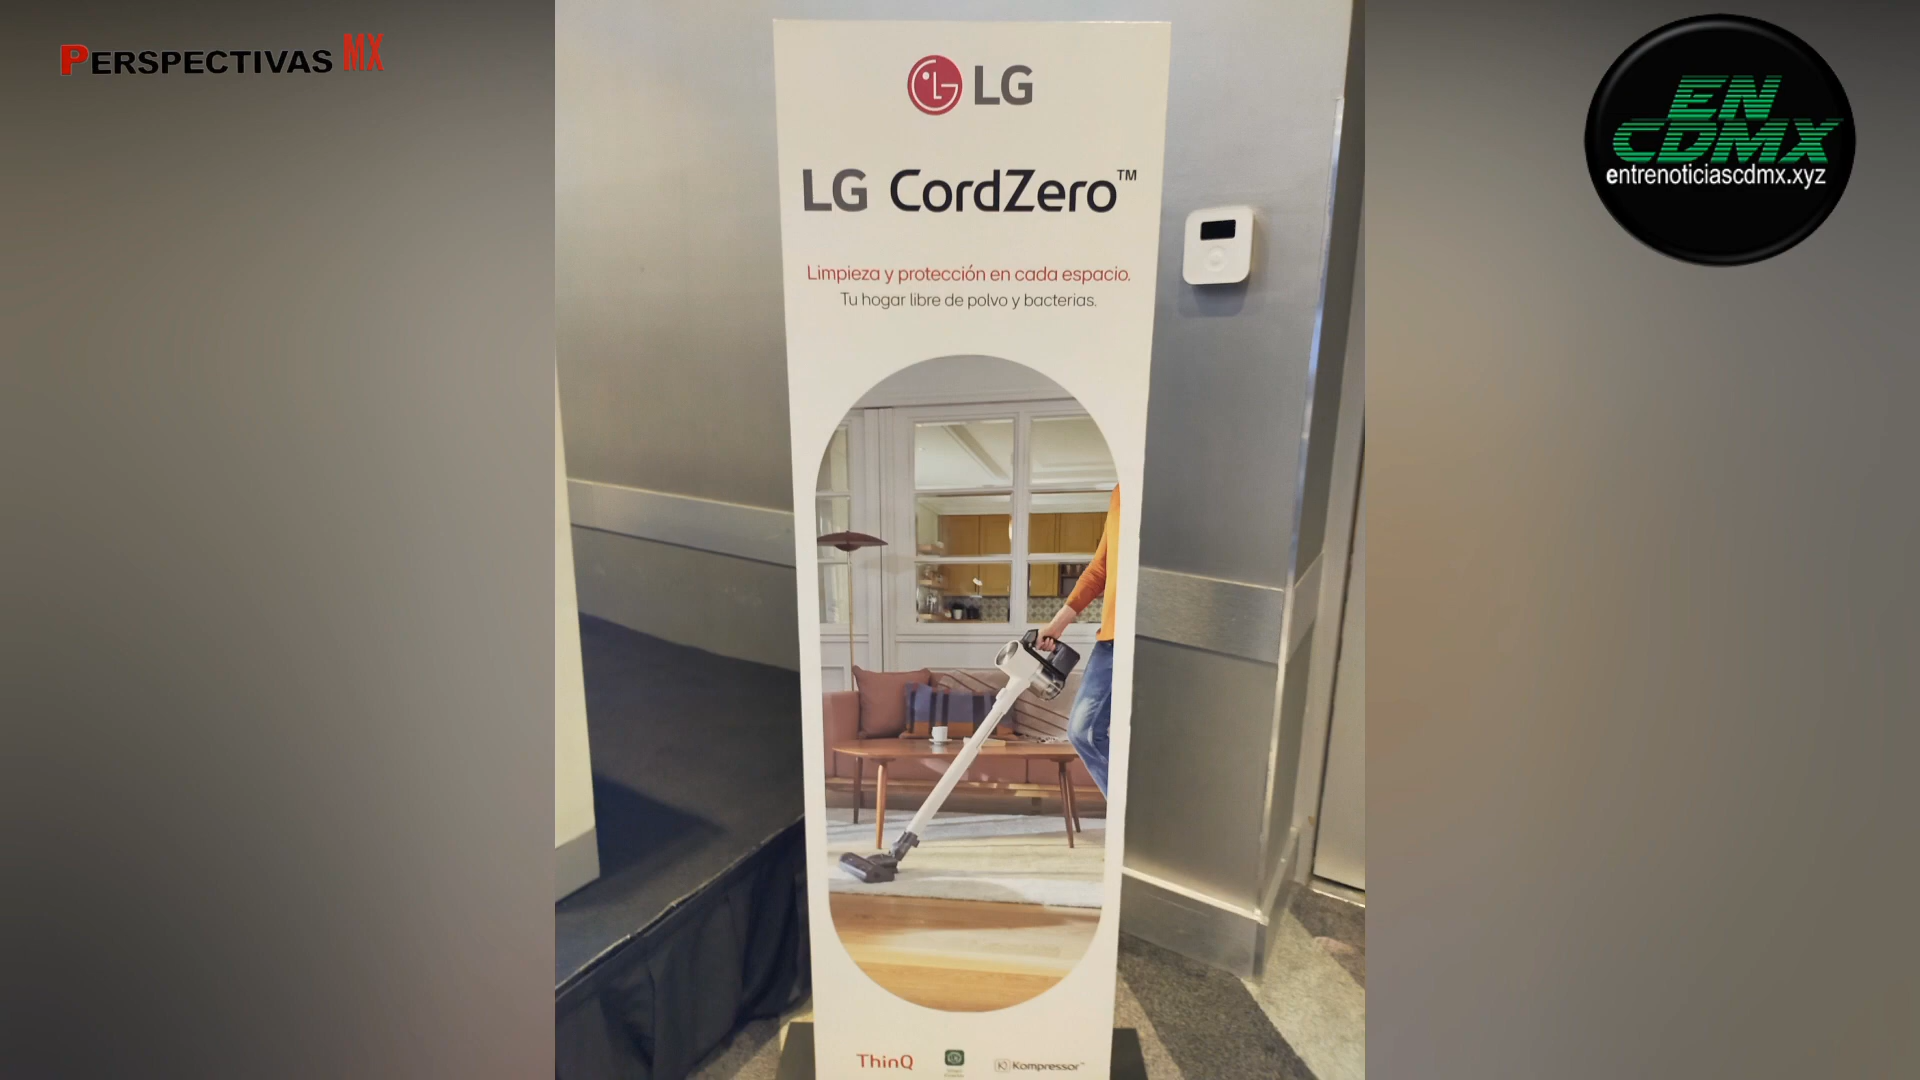 PERSPECTIVAS MX
EN
CDMX
entrenoticiascdmx.xyz
LG
LG CordZero™
Limpieza y protección en cada espacio.
Tu hogar libre de polvo y bacterias.
ThinQ
Kompressor™